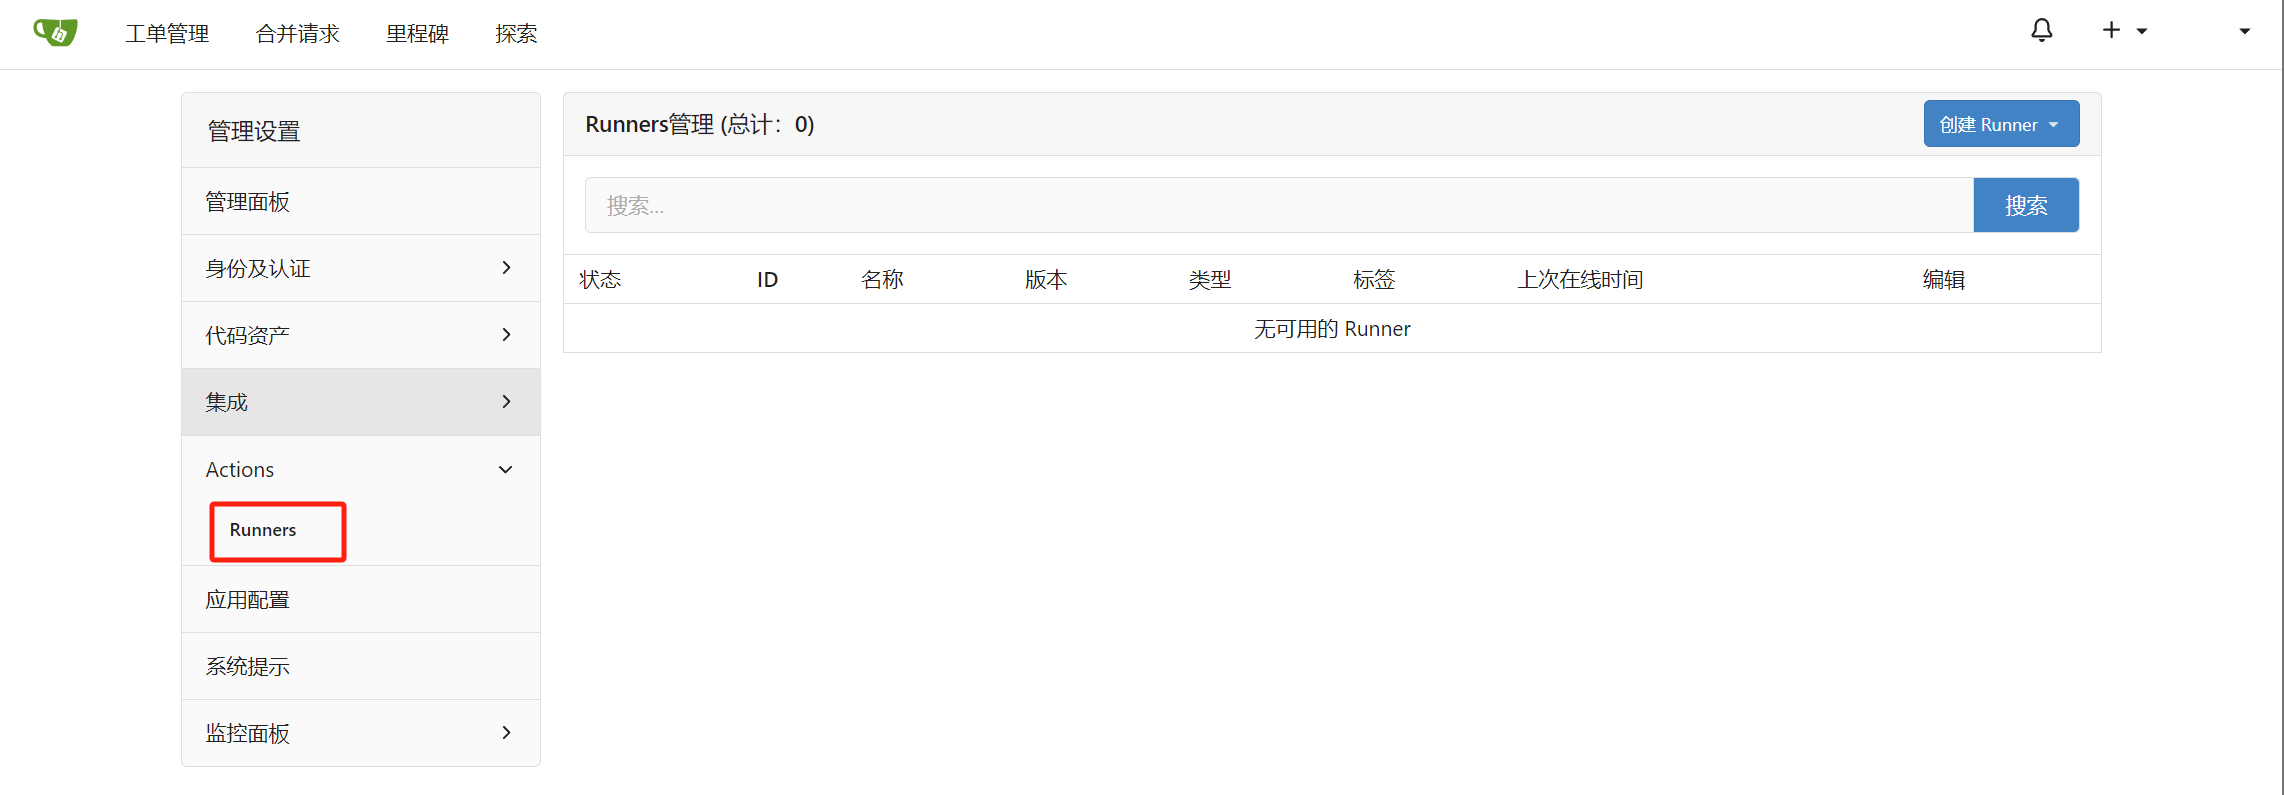 工单管理 合并请求 里程碑 探索
管理设置
管理面板
身份及认证
代码资产
集成
Actions
Runners
应用配置
系统提示
监控面板
Runners管理 (总计：0)
创建 Runner
搜索...
搜索
状态 ID 名称 版本 类型 标签 上次在线时间 编辑
无可用的 Runner